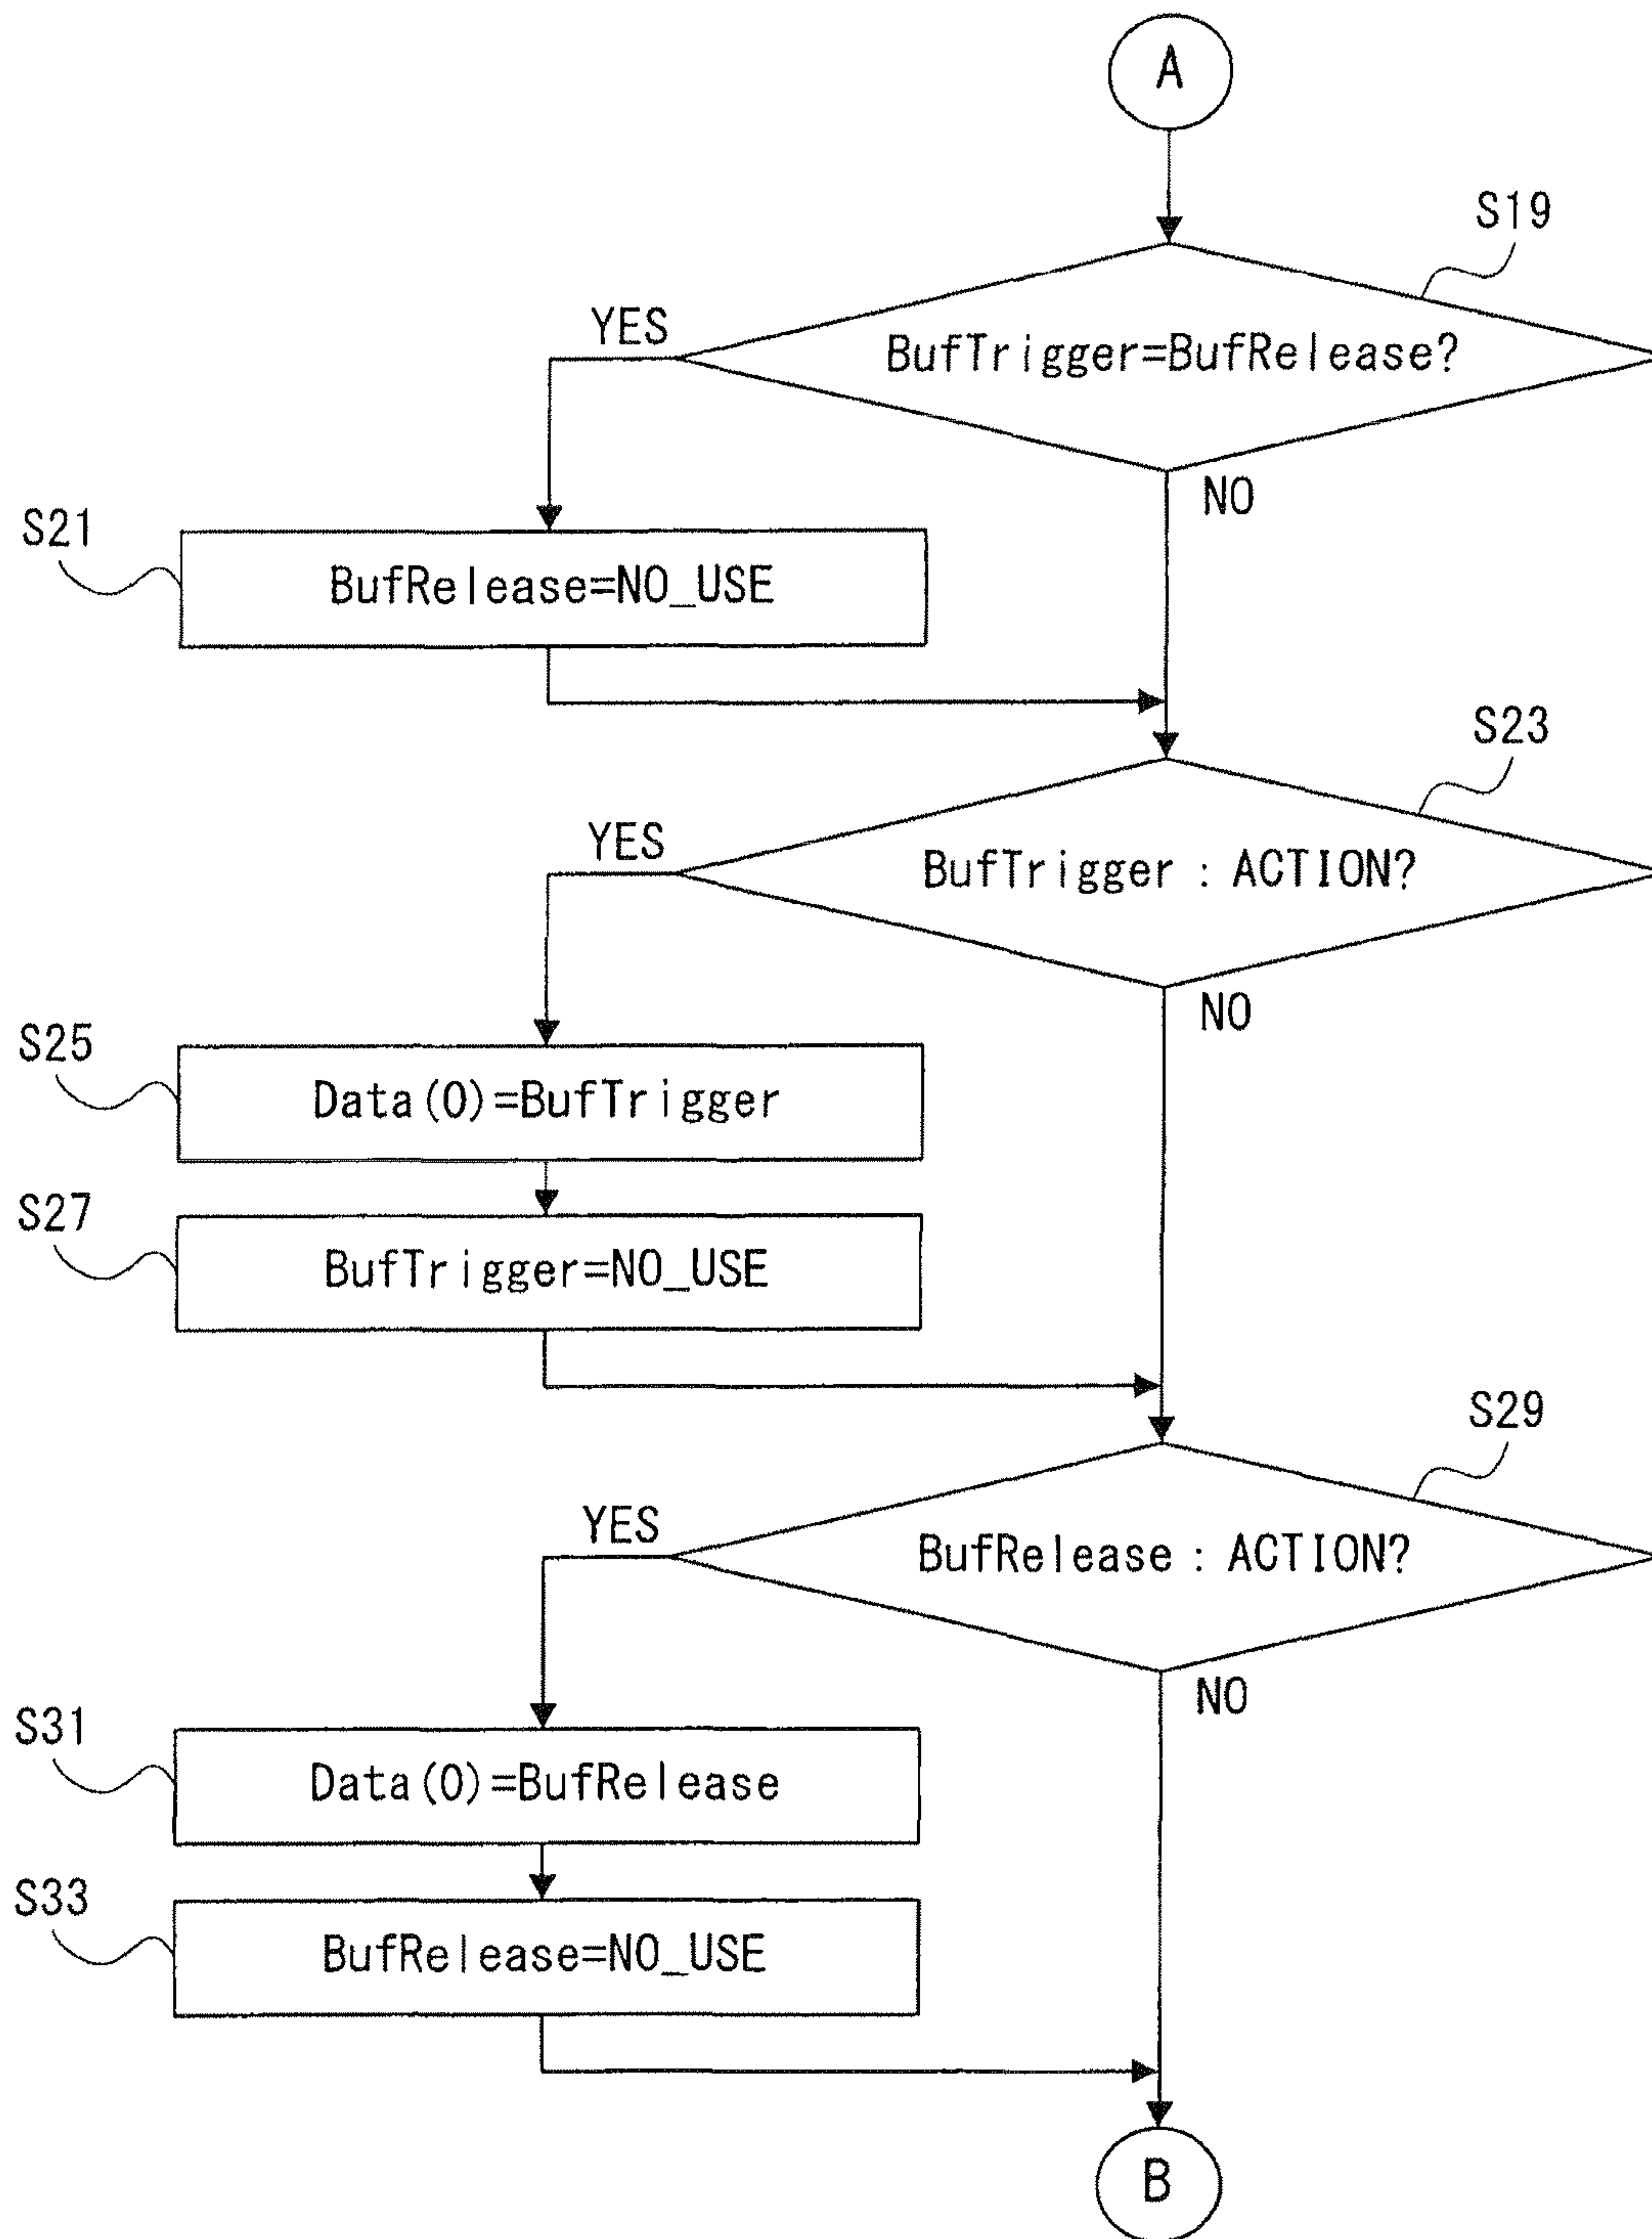 A
S19
YES
BufTrigger=BufRelease?
NO
S21
BufRelease=NO_USE
S23
YES
BufTrigger : ACTION?
NO
S25
Data(0)=BufTrigger
S27
BufTrigger=NO_USE
S29
YES
BufRelease : ACTION?
NO
S31
Data(0)=BufRelease
S33
BufRelease=NO_USE
B